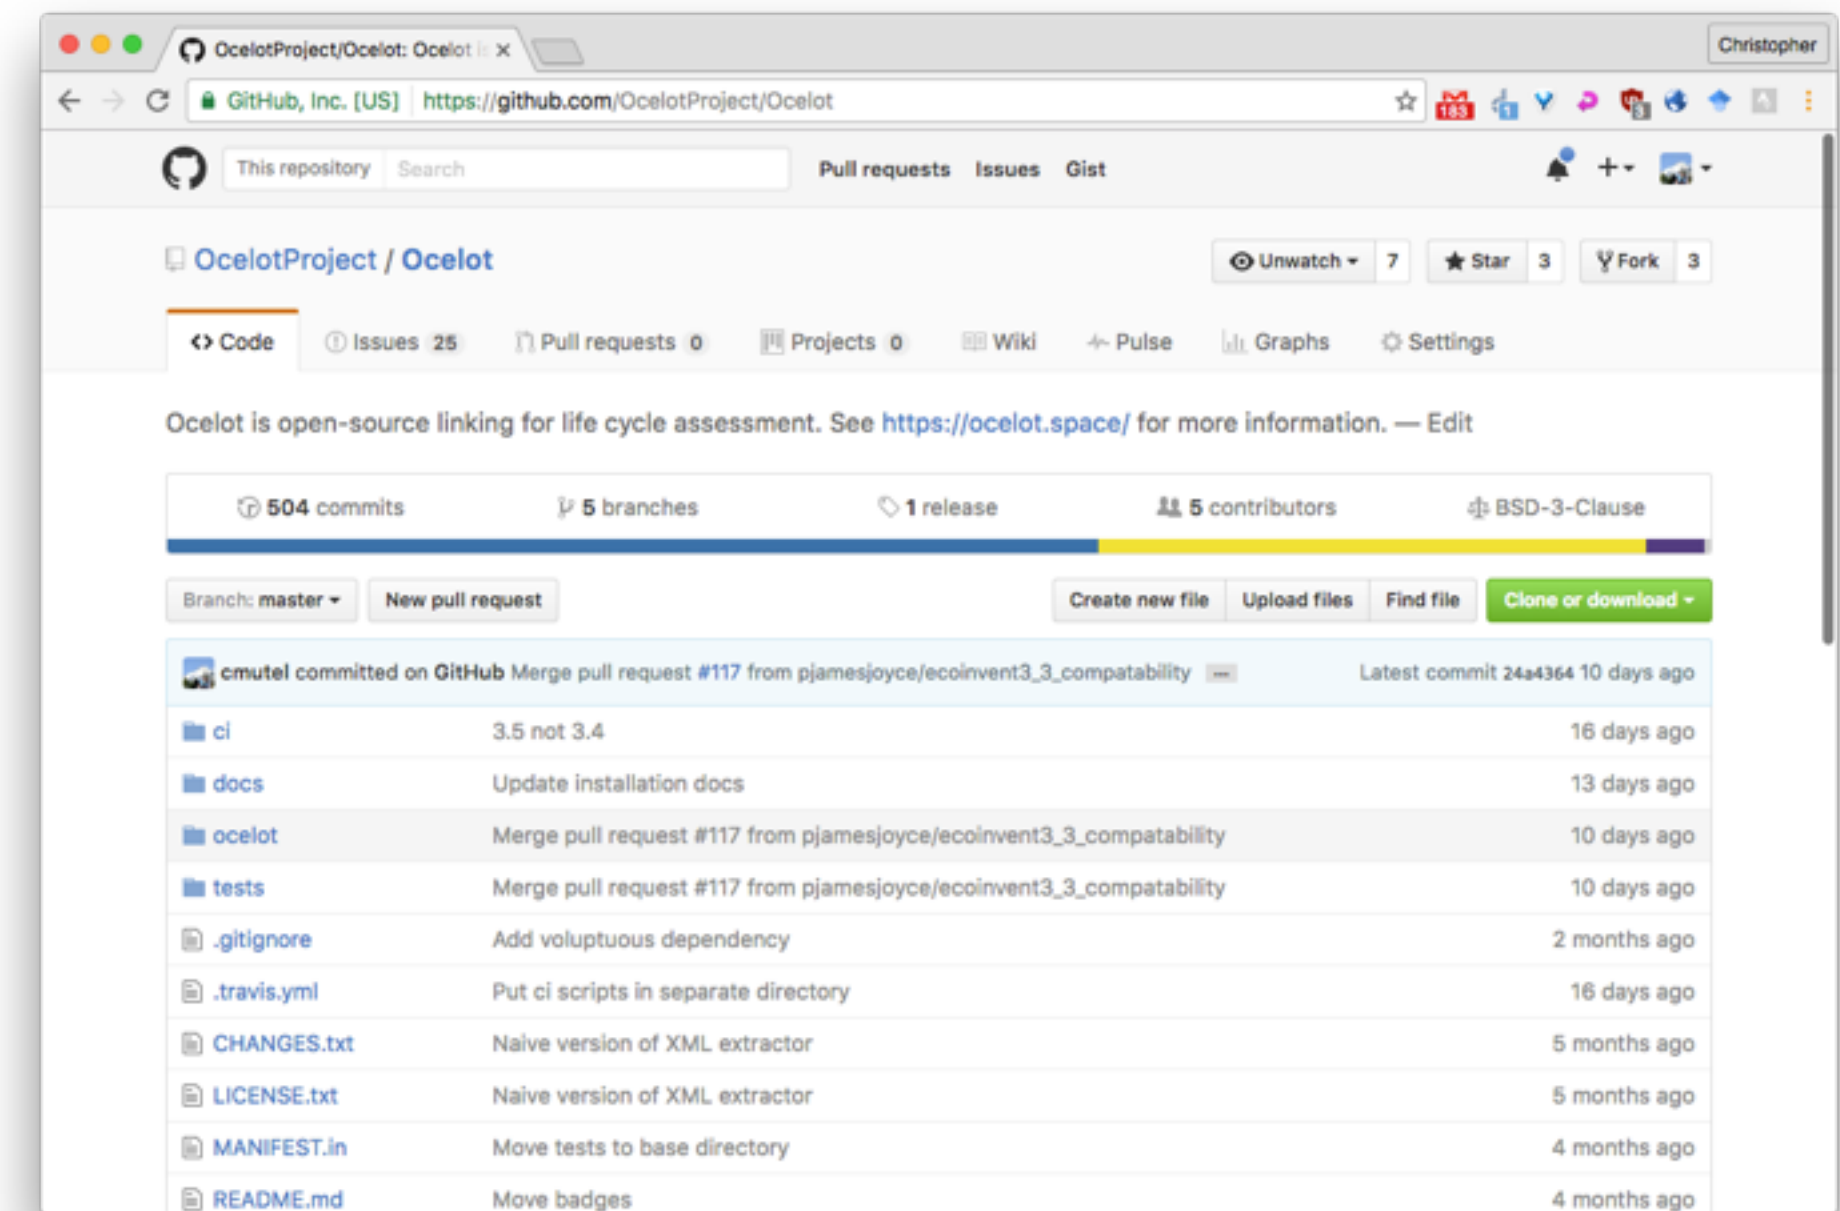 OcelotProject/Ocelot: Ocelot is
Christopher
GitHub, Inc. [US] https://github.com/OcelotProject/Ocelot
183 1 3
This repository Search Pull requests Issues Gist
OcelotProject / Ocelot Unwatch 7 Star 3 Fork 3
Code Issues 25 Pull requests 0 Projects 0 Wiki Pulse Graphs Settings
Ocelot is open-source linking for life cycle assessment. See https://ocelot.space/ for more information. — Edit
504 commits 5 branches 1 release 5 contributors BSD-3-Clause
Branch: master New pull request Create new file Upload files Find file Clone or download
cmutel committed on GitHub Merge pull request #117 from pjamesjoyce/ecoinvent3_3_compatability Latest commit 24a4364 10 days ago
ci 3.5 not 3.4 16 days ago
docs Update installation docs 13 days ago
ocelot Merge pull request #117 from pjamesjoyce/ecoinvent3_3_compatability 10 days ago
tests Merge pull request #117 from pjamesjoyce/ecoinvent3_3_compatability 10 days ago
.gitignore Add voluptuous dependency 2 months ago
.travis.yml Put ci scripts in separate directory 16 days ago
CHANGES.txt Naive version of XML extractor 5 months ago
LICENSE.txt Naive version of XML extractor 5 months ago
MANIFEST.in Move tests to base directory 4 months ago
README.md Move badges 4 months ago